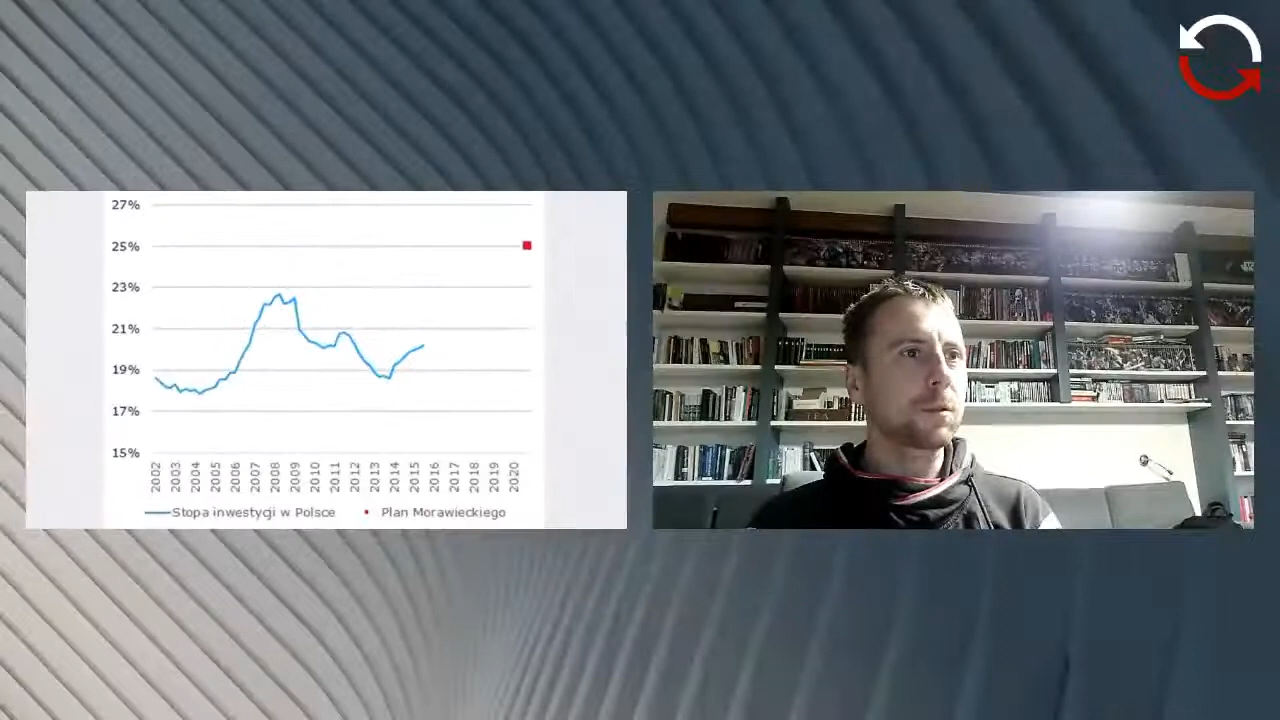 27%
25%
23%
21%
19%
17%
15%
2002 2003 2004 2005 2006 2007 2008 2009 2010 2011 2012 2013 2014 2015 2016 2017 2018 2019 2020
Stopa inwestycji w Polsce Plan Morawieckiego
TEA